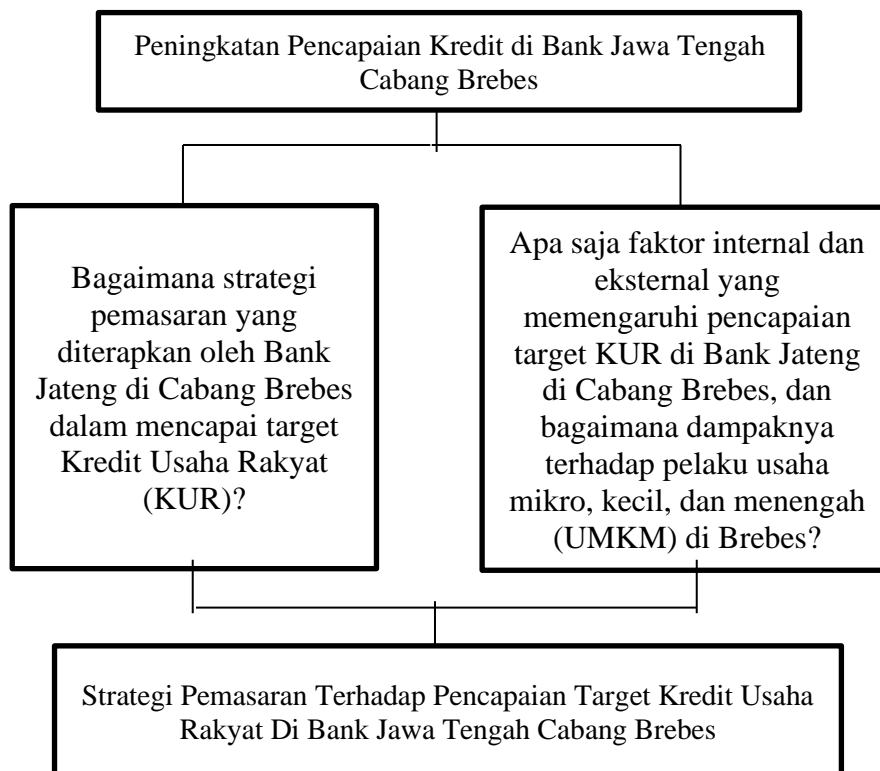 Peningkatan Pencapaian Kredit di Bank Jawa Tengah
Cabang Brebes
Bagaimana strategi
pemasaran yang
diterapkan oleh Bank
Jateng di Cabang Brebes
dalam mencapai target
Kredit Usaha Rakyat
(KUR)?
Apa saja faktor internal dan
eksternal yang
memengaruhi pencapaian
target KUR di Bank Jateng
di Cabang Brebes, dan
bagaimana dampaknya
terhadap pelaku usaha
mikro, kecil, dan menengah
(UMKM) di Brebes?
Strategi Pemasaran Terhadap Pencapaian Target Kredit Usaha
Rakyat Di Bank Jawa Tengah Cabang Brebes